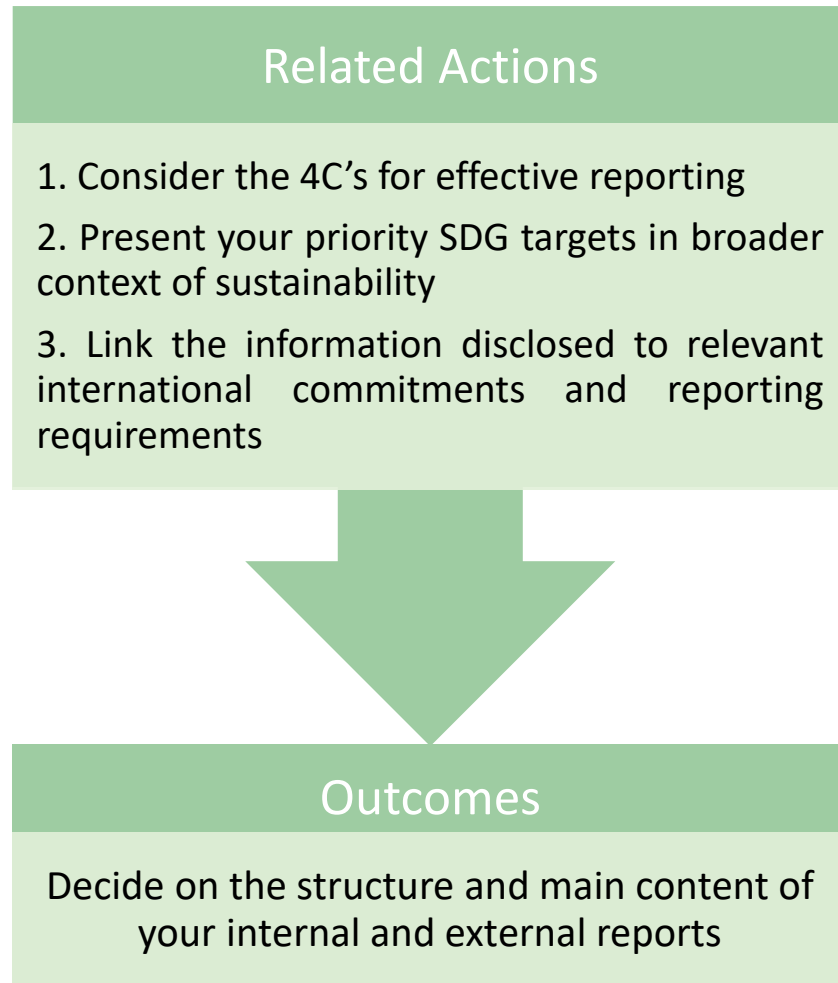 Related Actions
1. Consider the 4C’s for effective reporting
2. Present your priority SDG targets in broader
context of sustainability
3. Link the information disclosed to relevant
international commitments and reporting
requirements
Outcomes
Decide on the structure and main content of
your internal and external reports